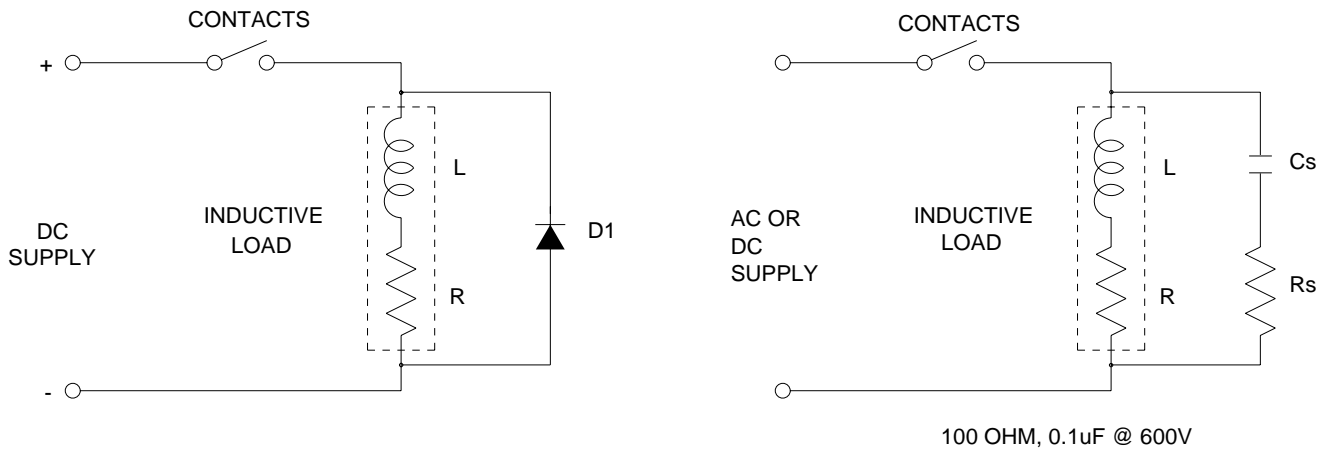 CONTACTS
+
L
INDUCTIVE
LOAD
DC
SUPPLY
D1
R
-
CONTACTS
L
Cs
INDUCTIVE
LOAD
AC OR
DC
SUPPLY
R
Rs
100 OHM, 0.1uF @ 600V